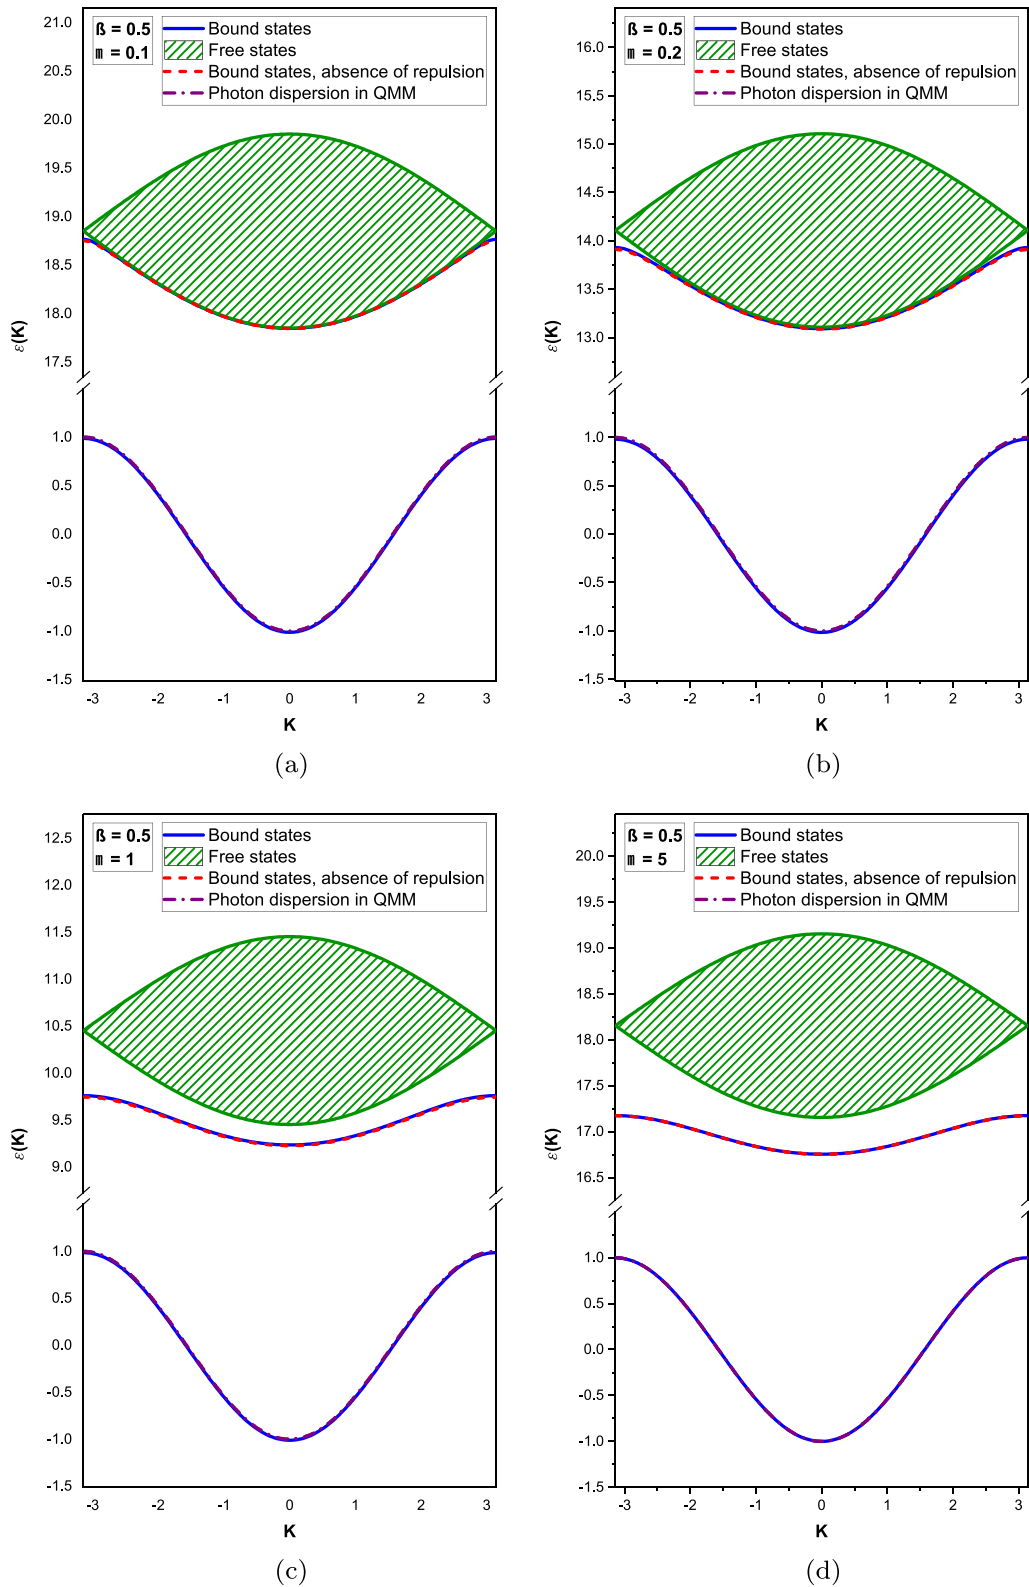 ß = 0.5
m = 0.1
Bound states
Free states
Bound states, absence of repulsion
Photon dispersion in QMM
21.0
20.5
20.0
19.5
19.0
18.5
18.0
17.5
1.0
0.5
0.0
-0.5
-1.0
-1.5
ε(K)
-3 -2 -1 0 1 2 3
K
(a)
ß = 0.5
m = 0.2
Bound states
Free states
Bound states, absence of repulsion
Photon dispersion in QMM
16.0
15.5
15.0
14.5
14.0
13.5
13.0
1.0
0.5
0.0
-0.5
-1.0
-1.5
ε(K)
-3 -2 -1 0 1 2 3
K
(b)
ß = 0.5
m = 1
Bound states
Free states
Bound states, absence of repulsion
Photon dispersion in QMM
12.5
12.0
11.5
11.0
10.5
10.0
9.5
9.0
1.0
0.5
0.0
-0.5
-1.0
-1.5
ε(K)
-3 -2 -1 0 1 2 3
K
(c)
ß = 0.5
m = 5
Bound states
Free states
Bound states, absence of repulsion
Photon dispersion in QMM
20.0
19.5
19.0
18.5
18.0
17.5
17.0
16.5
1.0
0.5
0.0
-0.5
-1.0
-1.5
ε(K)
-3 -2 -1 0 1 2 3
K
(d)